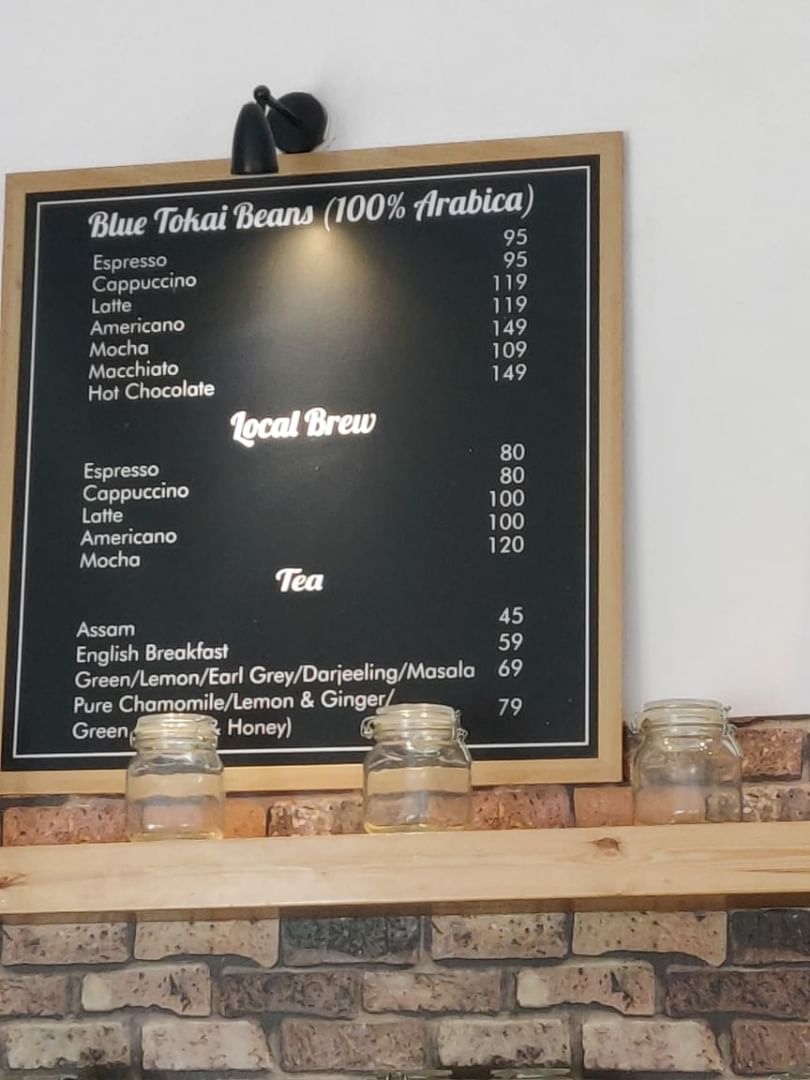 Blue Tokai Beans (100% Arabica)
Espresso 95
Cappuccino 95
Latte 119
Americano 119
Mocha 149
Macchiato 109
Hot Chocolate 149
Local Brew
Espresso 80
Cappuccino 80
Latte 100
Americano 100
Mocha 120
Tea
Assam 45
English Breakfast 59
Green/Lemon/Earl Grey/Darjeeling/Masala 69
Pure Chamomile/Lemon & Ginger/ 79
Green & Honey)